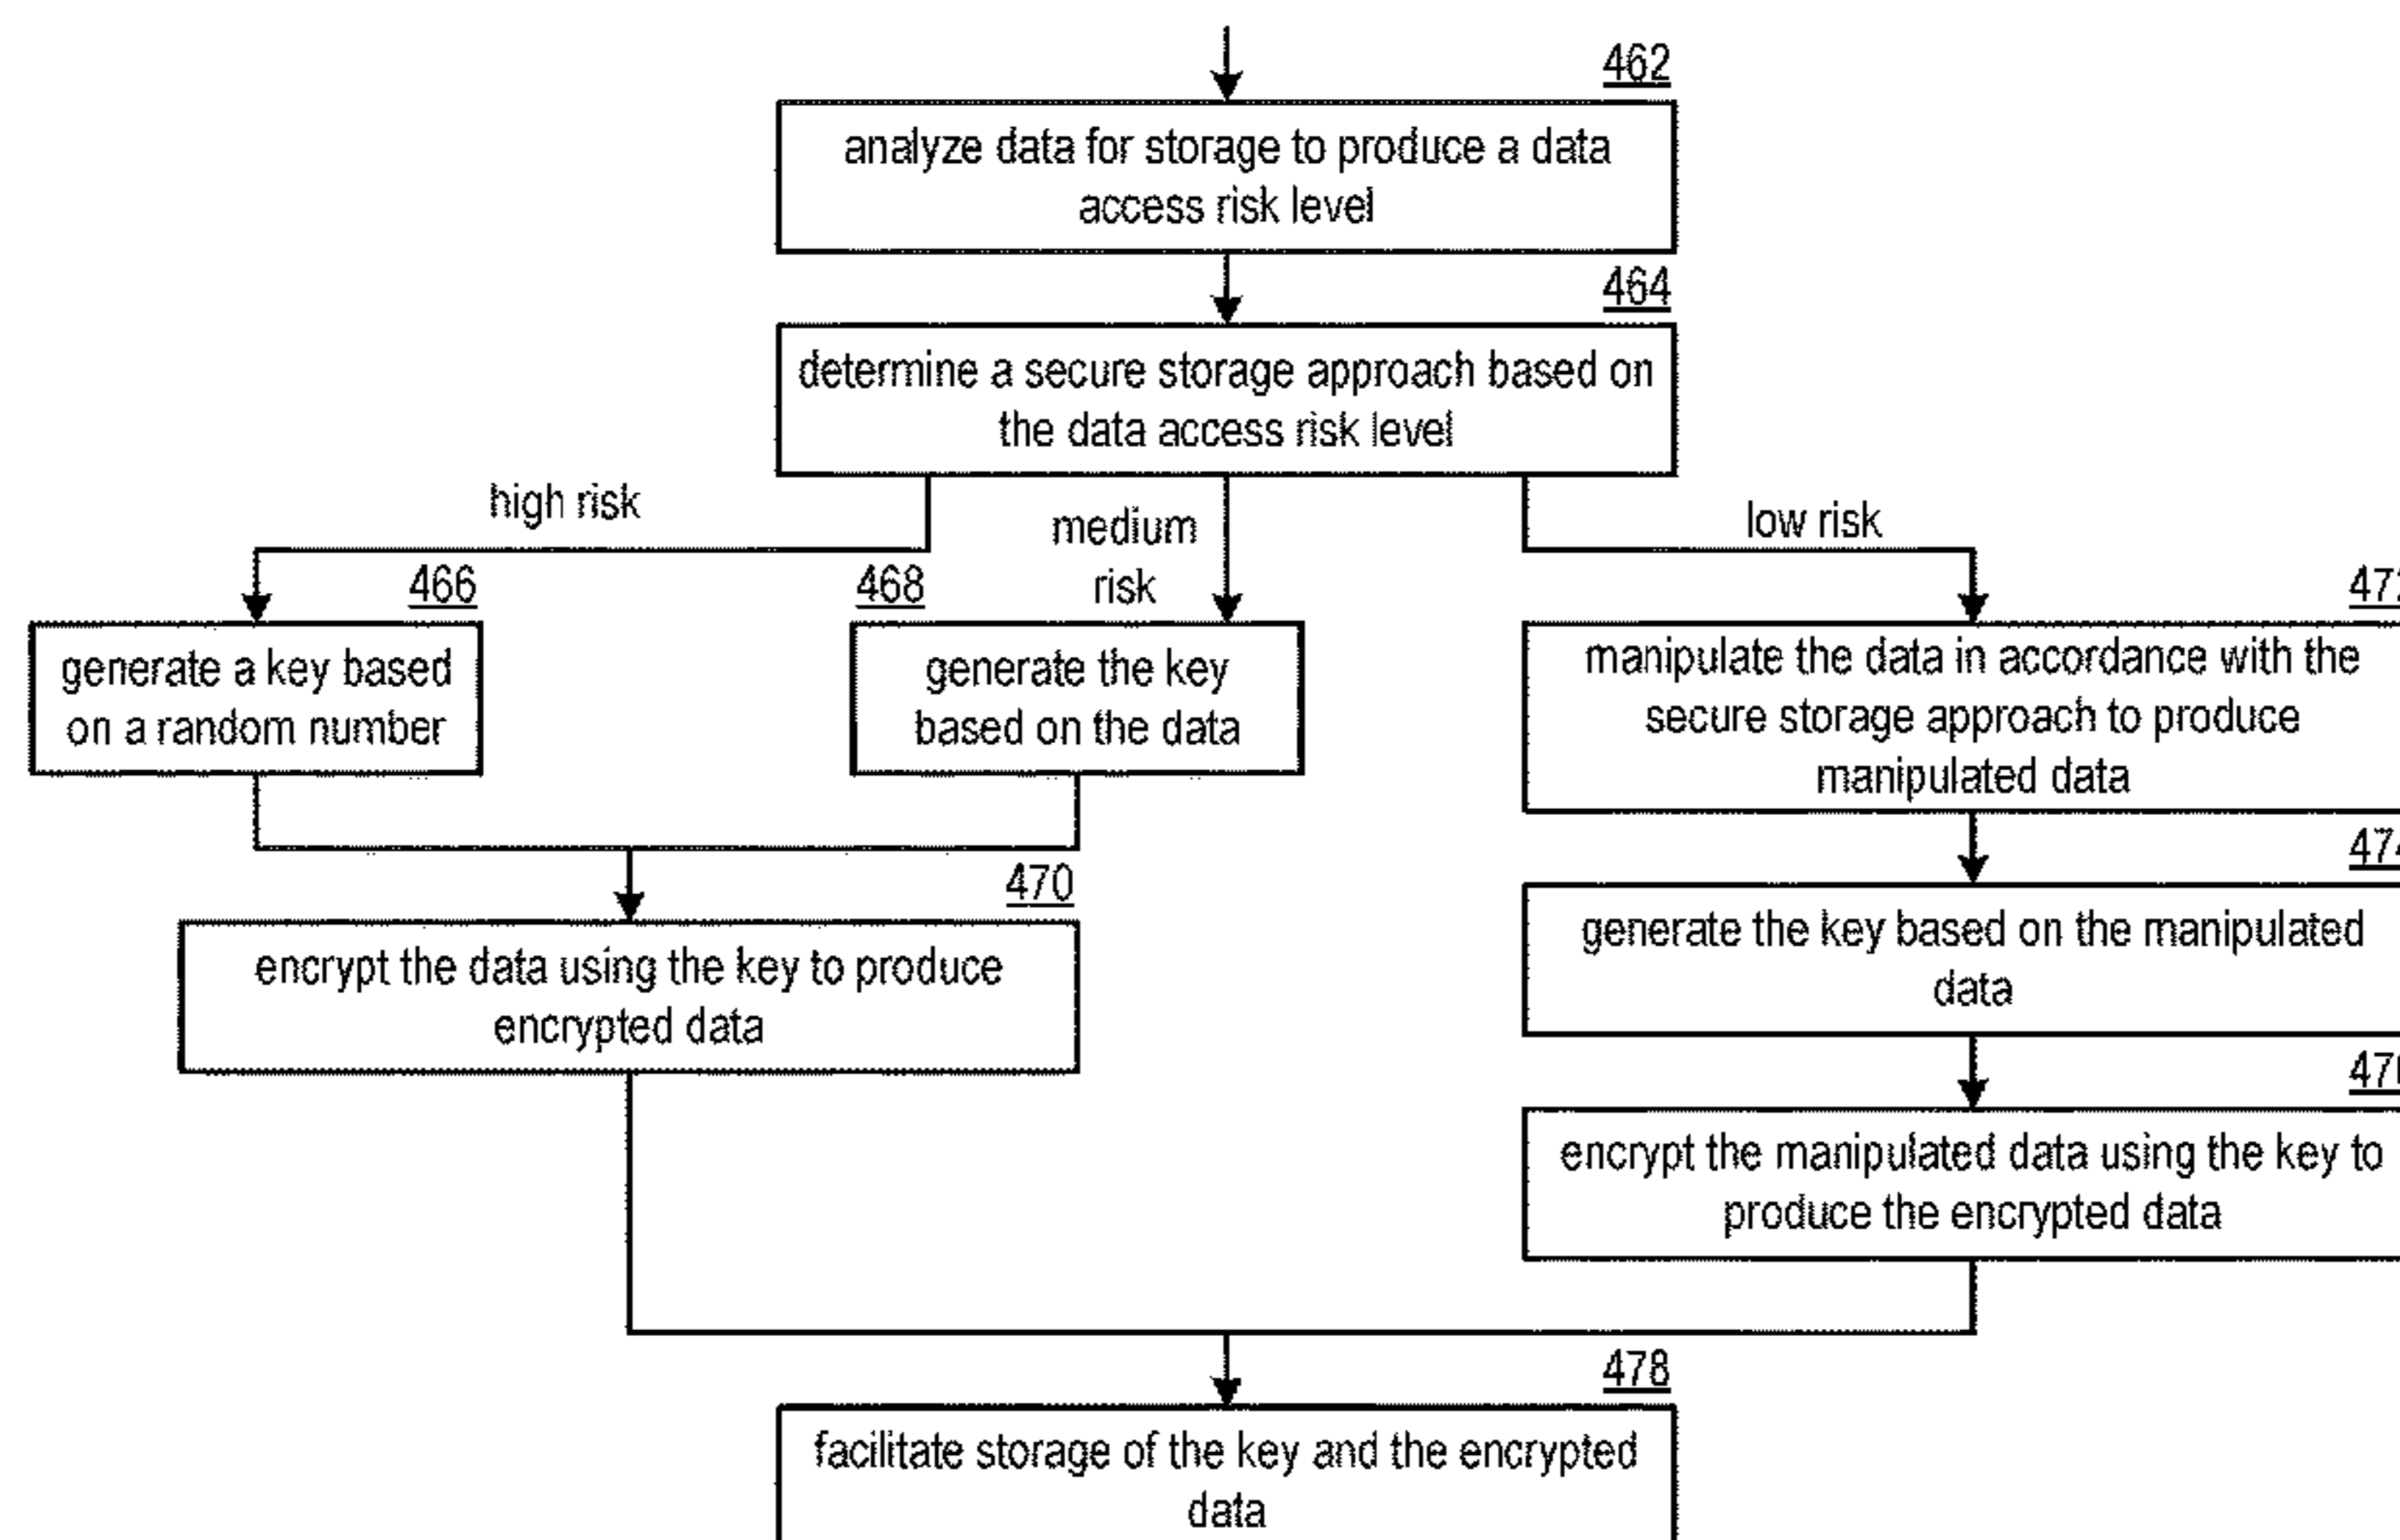 462
analyze data for storage to produce a data
access risk level
464
determine a secure storage approach based on
the data access risk level
high risk
medium
risk
low risk
466
generate a key based
on a random number
468
generate the key
based on the data
472
manipulate the data in accordance with the
secure storage approach to produce
manipulated data
470
encrypt the data using the key to produce
encrypted data
474
generate the key based on the manipulated
data
476
encrypt the manipulated data using the key to
produce the encrypted data
478
facilitate storage of the key and the encrypted
data